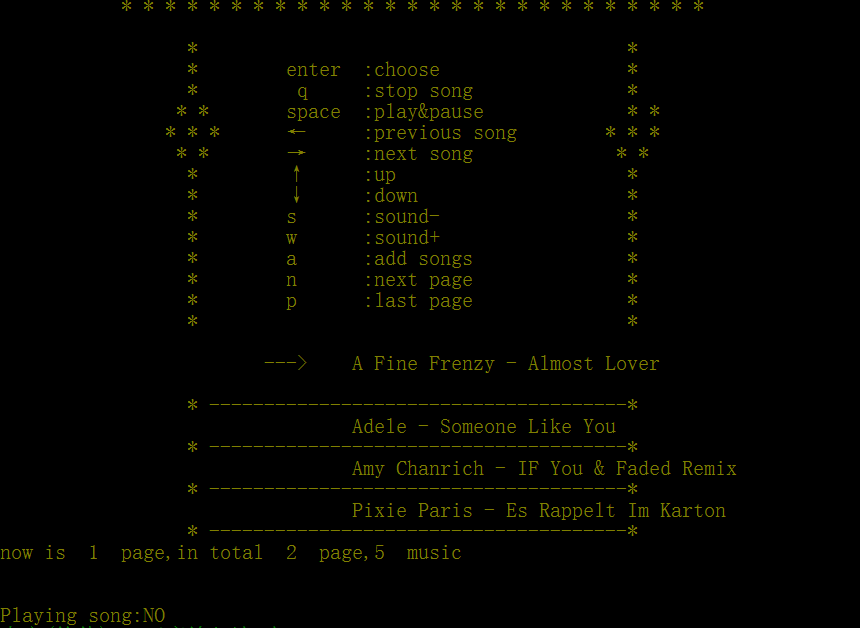 * * * * * * * * * * * * * * * * * * * * * * * * * * *
* *
* enter :choose *
* q :stop song *
* * space :play&pause * *
* * * ← :previous song * * *
* * → :next song * *
* ↑ :up *
* ↓ :down *
* s :sound- *
* w :sound+ *
* a :add songs *
* n :next page *
* p :last page *
* *
---> A Fine Frenzy - Almost Lover
* --------------------------------------*
Adele - Someone Like You
* --------------------------------------*
Amy Chanrich - IF You & Faded Remix
* --------------------------------------*
Pixie Paris - Es Rappelt Im Karton
* --------------------------------------*
now is 1 page,in total 2 page,5 music
Playing song:NO